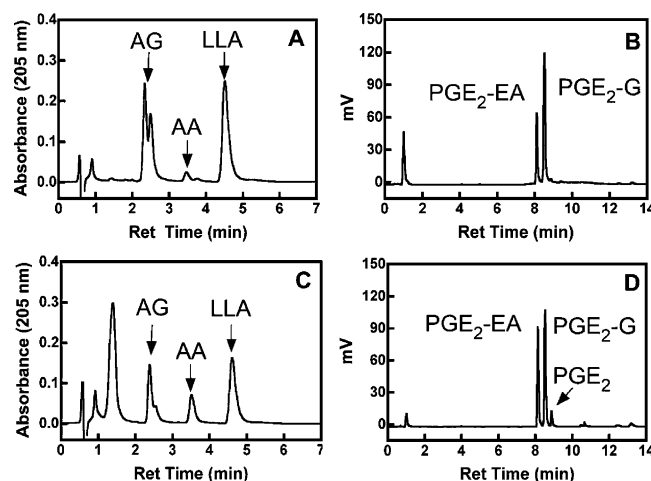 A
Absorbance (205 nm)
0.4
0.3
0.2
0.1
0.0
AG
LLA
AA
0 1 2 3 4 5 6 7
Ret Time (min)
B
mV
150
120
90
60
30
0
PGE₂-EA
PGE₂-G
0 2 4 6 8 10 12 14
Ret Time (min)
C
Absorbance (205 nm)
0.4
0.3
0.2
0.1
0.0
AG
LLA
AA
0 1 2 3 4 5 6 7
Ret Time (min)
D
mV
150
120
90
60
30
0
PGE₂-EA
PGE₂-G
PGE₂
0 2 4 6 8 10 12 14
Ret Time (min)